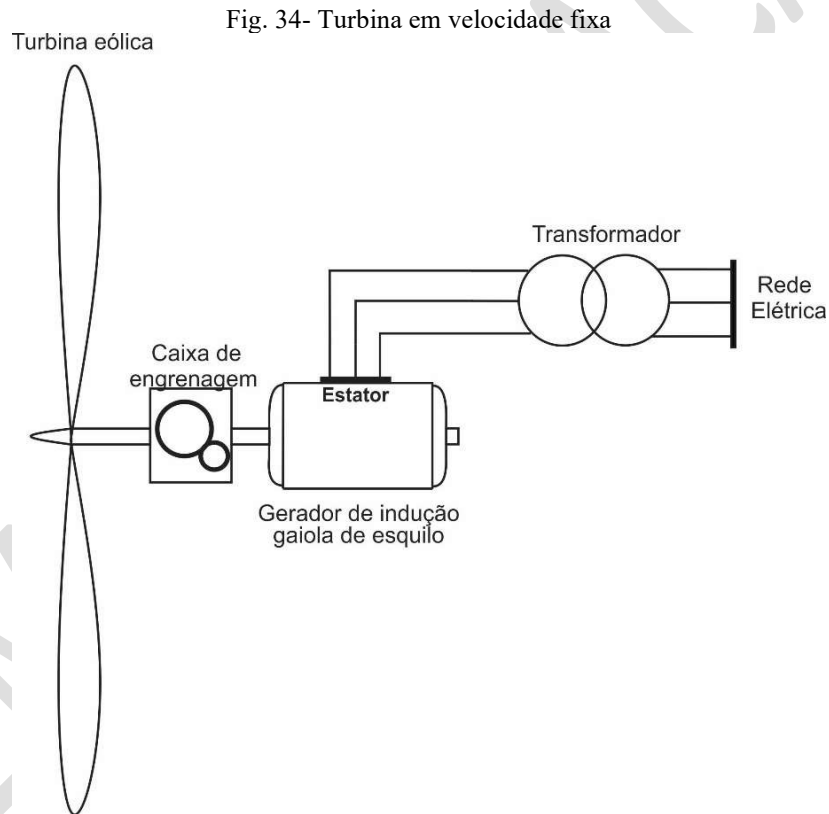 Fig. 34- Turbina em velocidade fixa
Turbina eólica
Transformador
Rede
Elétrica
Caixa de
engrenagem
Estator
Gerador de indução
gaiola de esquilo